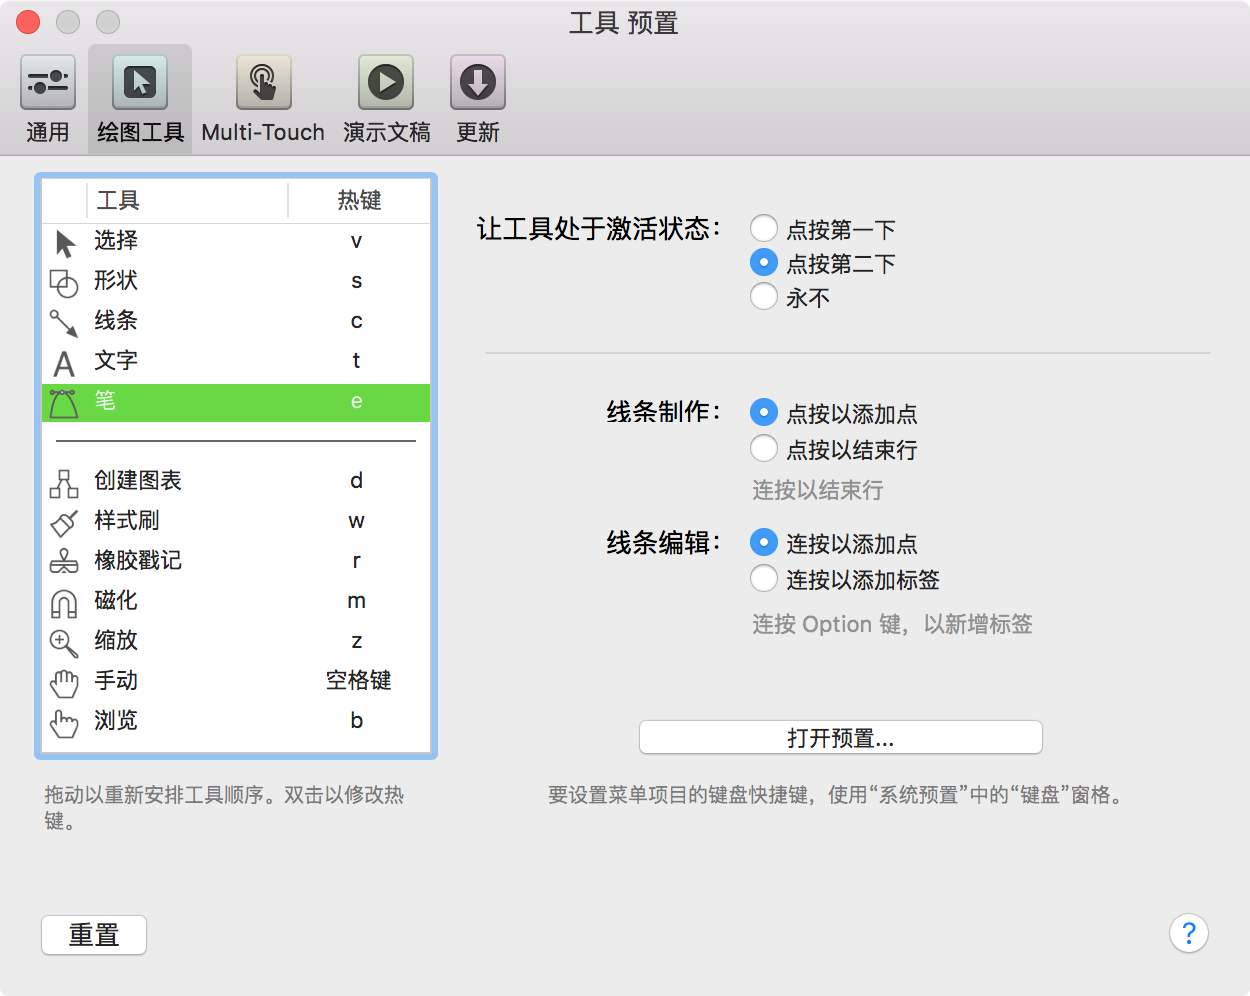 工具 预置
通用 绘图工具 Multi-Touch 演示文稿 更新
工具 热键
选择 v
形状 s
线条 c
文字 t
笔 e
创建图表 d
样式刷 w
橡胶戳记 r
磁化 m
缩放 z
手动 空格键
浏览 b
拖动以重新安排工具顺序。双击以修改热
键。
重置
让工具处于激活状态：
点按第一下
点按第二下
永不
线条制作：
点按以添加点
点按以结束行
连按以结束行
线条编辑：
连按以添加点
连按以添加标签
连按 Option 键，以新增标签
打开预置...
要设置菜单项目的键盘快捷键，使用“系统预置”中的“键盘”窗格。
?